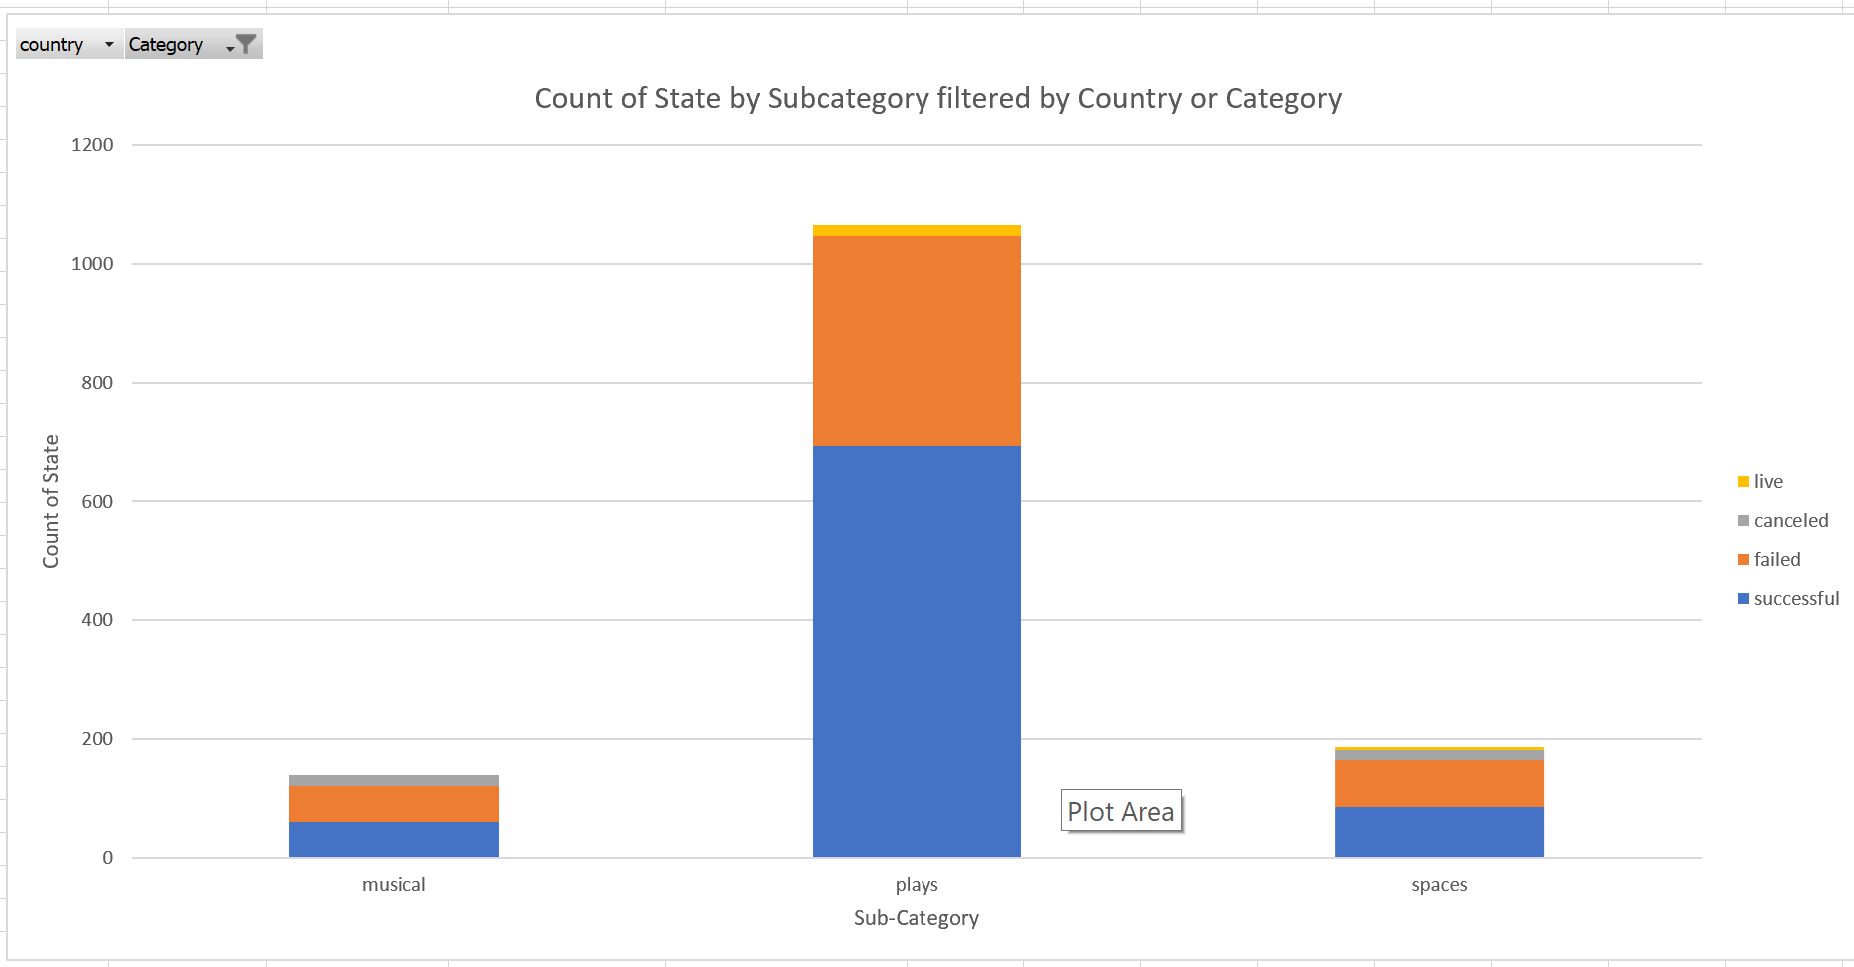 country Category
Count of State by Subcategory filtered by Country or Category
1200
1000
800
600
400
200
0
Count of State
musical plays spaces
Sub-Category
Plot Area
live
canceled
failed
successful